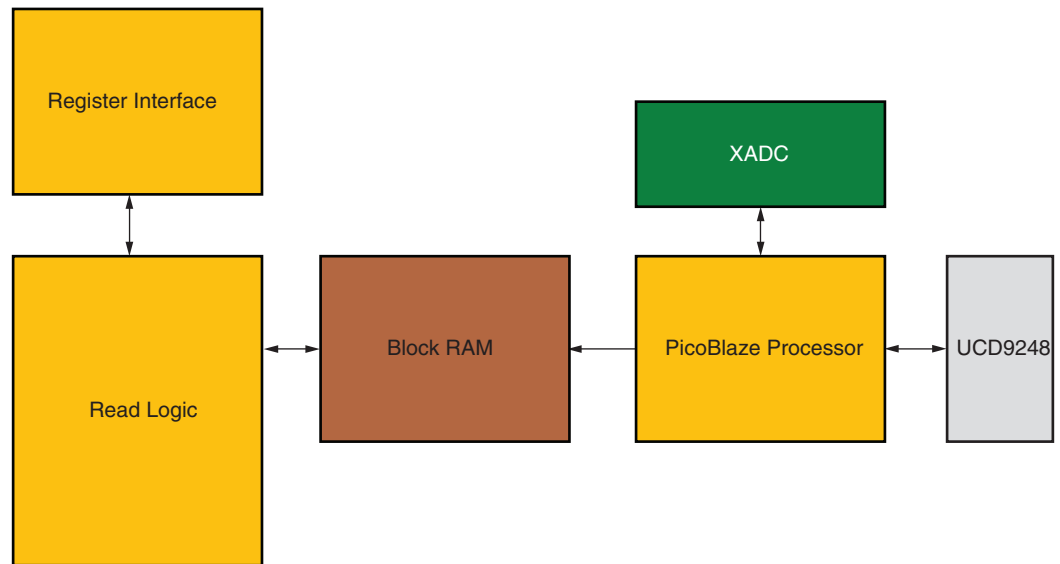 Register Interface
XADC
Block RAM
PicoBlaze Processor
UCD9248
Read Logic